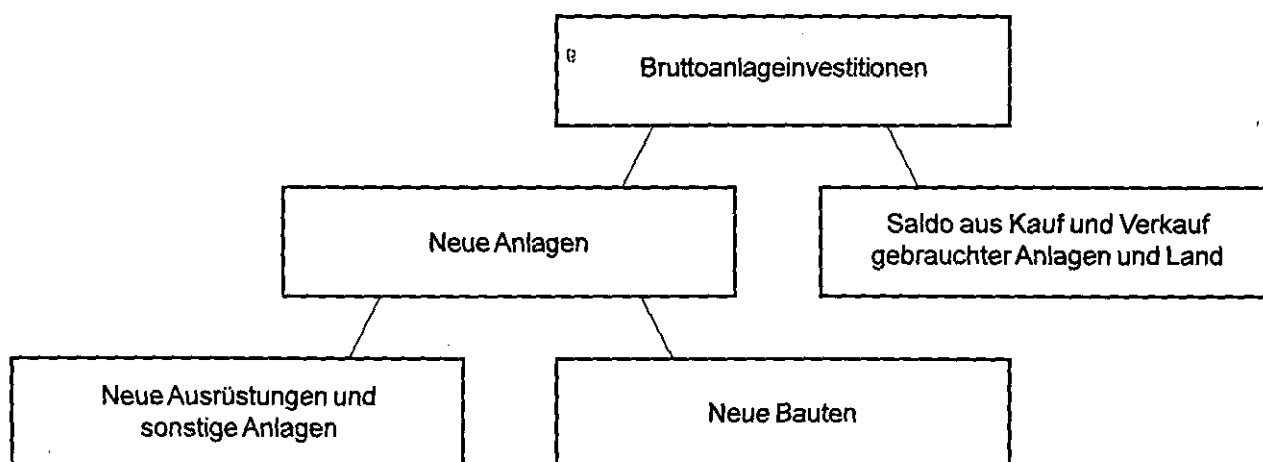 Bruttoanlageinvestitionen
Neue Anlagen
Saldo aus Kauf und Verkauf
gebrauchter Anlagen und Land
Neue Ausrüstungen und
sonstige Anlagen
Neue Bauten